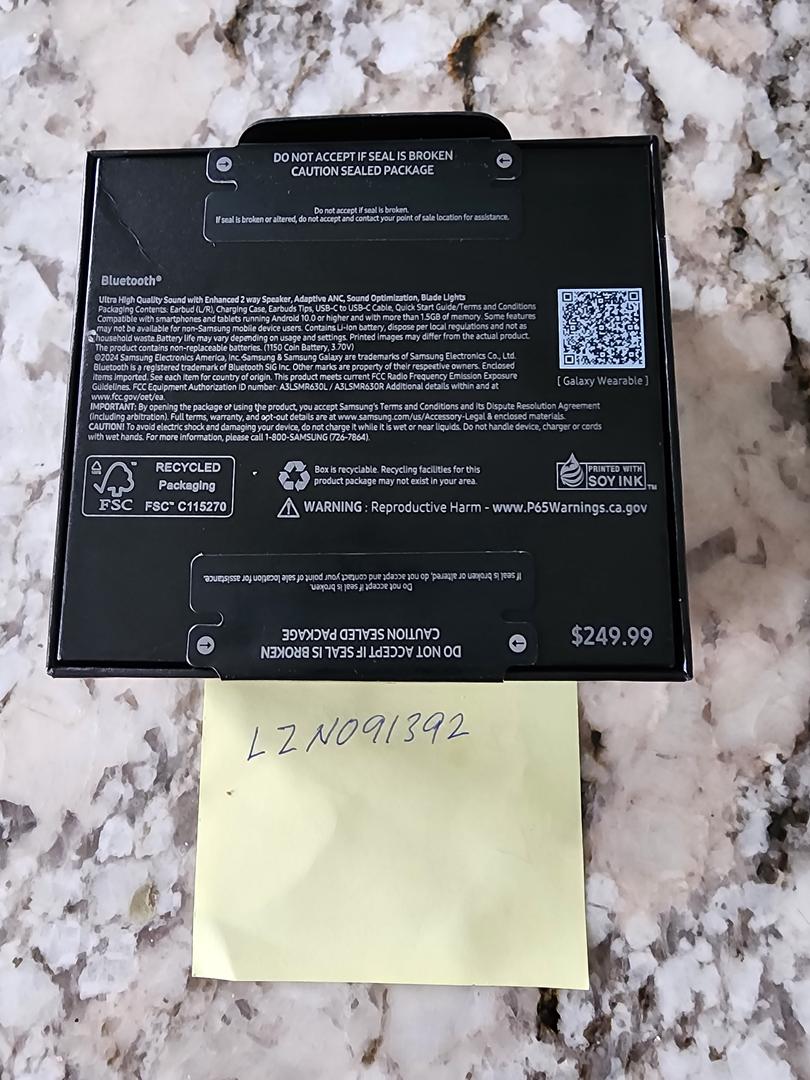 DO NOT ACCEPT IF SEAL IS BROKEN
CAUTION SEALED PACKAGE
Do not accept if seal is broken.
If seal is broken or altered, do not accept and contact your point of sale location for assistance.
Bluetooth®
Ultra High Quality Sound with Enhanced 2 way Speaker, Adaptive ANC, Sound Optimization, Blade Lights
Packaging Contents: Earbud (L/R), Charging Case, Earbuds Tips, USB-C to USB-C Cable, Quick Start Guide/Terms and Conditions
Compatible with smartphones and tablets running Android 10.0 or higher and with more than 1.5GB of memory. Some features
may not be available for non-Samsung mobile device users. Contains Li-Ion battery, dispose per local regulations and not as
household waste.Battery life may vary depending on usage and settings. Printed images may differ from the actual product.
The product contains non-replaceable batteries. (1150 Coin Battery, 3.70V)
©2024 Samsung Electronics America, Inc.Samsung & Samsung Galaxy are trademarks of Samsung Electronics Co., Ltd.
Bluetooth is a registered trademark of Bluetooth SIG Inc. Other marks are property of their respective owners. Enclosed
items imported. See each item for country of origin. This product meets current FCC Radio Frequency Emission Exposure
Guidelines. FCC Equipment Authorization ID number: A3LSMR630L / A3LSMR630R Additional details within and at
www.fcc.gov/oet/ea.
IMPORTANT: By opening the package or using the product, you accept Samsung's Terms and Conditions and its Dispute Resolution Agreement
(including arbitration). Full terms, warranty, and opt-out details are at www.samsung.com/us/Accessory-Legal & enclosed materials.
CAUTION! To avoid electric shock and damaging your device, do not charge it while it is wet or near liquids. Do not handle device, charger or cords
with wet hands. For more information, please call 1-800-SAMSUNG (726-7864).
[ Galaxy Wearable ]
FSC
RECYCLED
Packaging
FSC™ C115270
Box is recyclable. Recycling facilities for this
product package may not exist in your area.
WARNING : Reproductive Harm - www.P65Warnings.ca.gov
PRINTED WITH
SOY INK™
If seal is broken or altered, do not accept and contact your point of sale location for assistance.
Do not accept if seal is broken.
CAUTION SEALED PACKAGE
DO NOT ACCEPT IF SEAL IS BROKEN
$249.99
LZN091392